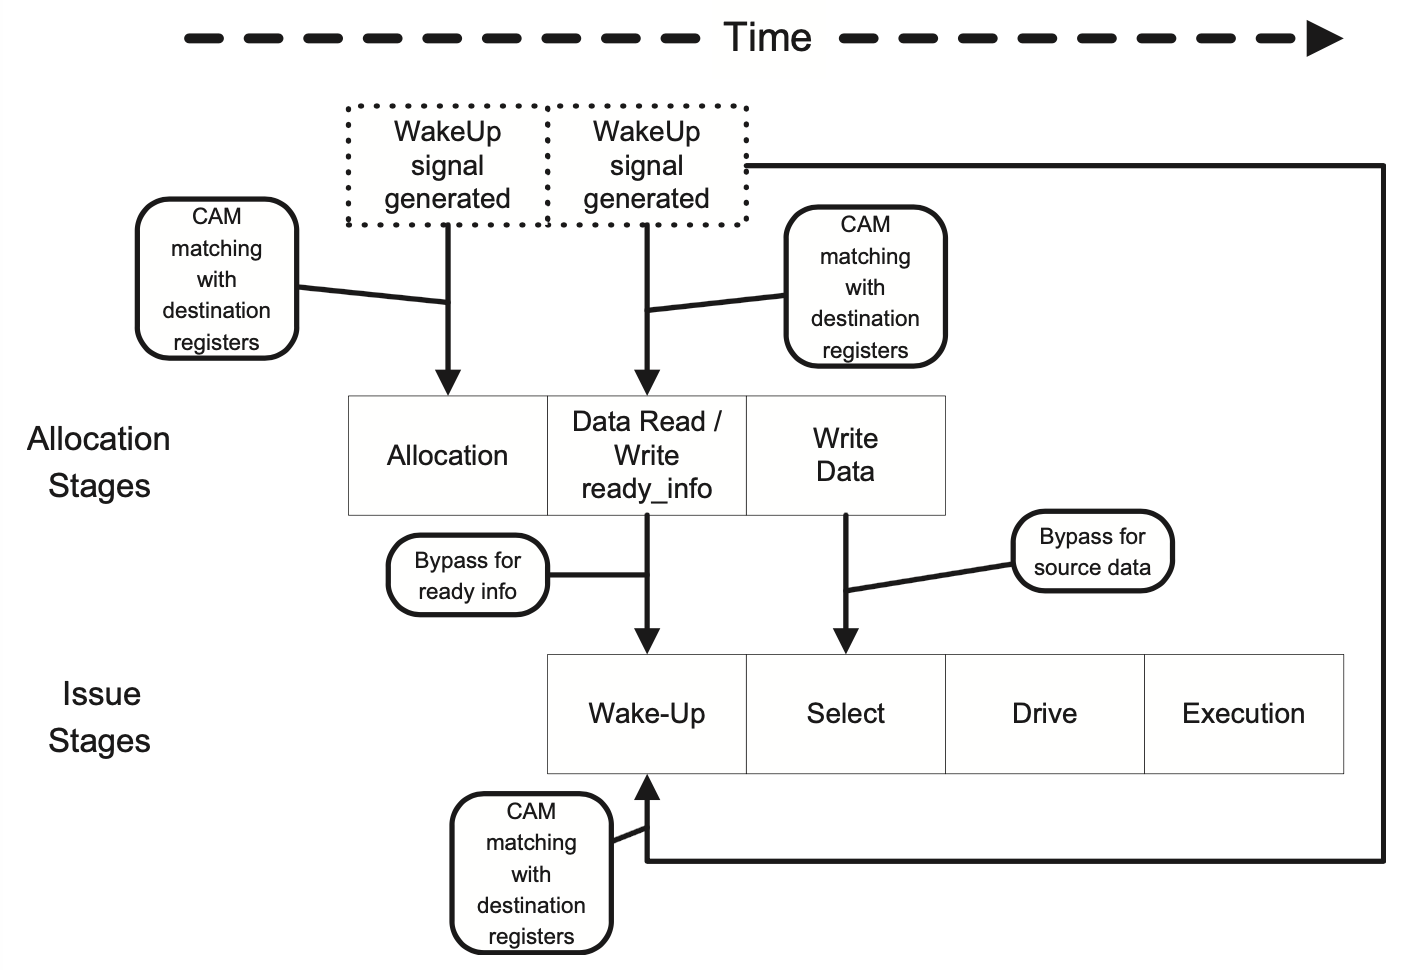 Time
WakeUp
signal
generated
WakeUp
signal
generated
CAM
matching
with
destination
registers
CAM
matching
with
destination
registers
Allocation
Stages
Allocation
Data Read /
Write
ready_info
Write
Data
Bypass for
ready info
Bypass for
source data
Issue
Stages
Wake-Up
Select
Drive
Execution
CAM
matching
with
destination
registers